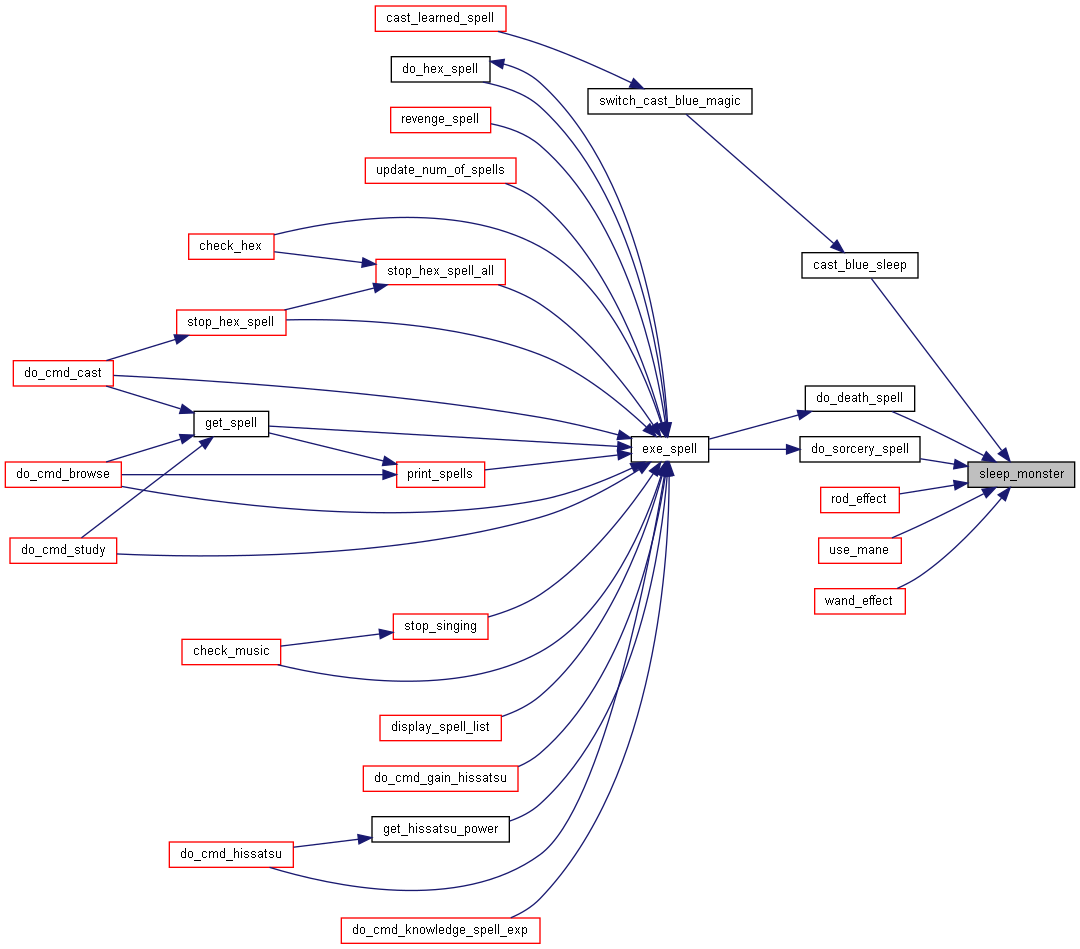 cast_learned_spell
do_hex_spell
switch_cast_blue_magic
revenge_spell
update_num_of_spells
check_hex
cast_blue_sleep
stop_hex_spell_all
stop_hex_spell
do_cmd_cast
do_death_spell
get_spell
exe_spell
do_sorcery_spell
do_cmd_browse
print_spells
sleep_monster
rod_effect
do_cmd_study
use_mane
wand_effect
stop_singing
check_music
display_spell_list
do_cmd_gain_hissatsu
get_hissatsu_power
do_cmd_hissatsu
do_cmd_knowledge_spell_exp